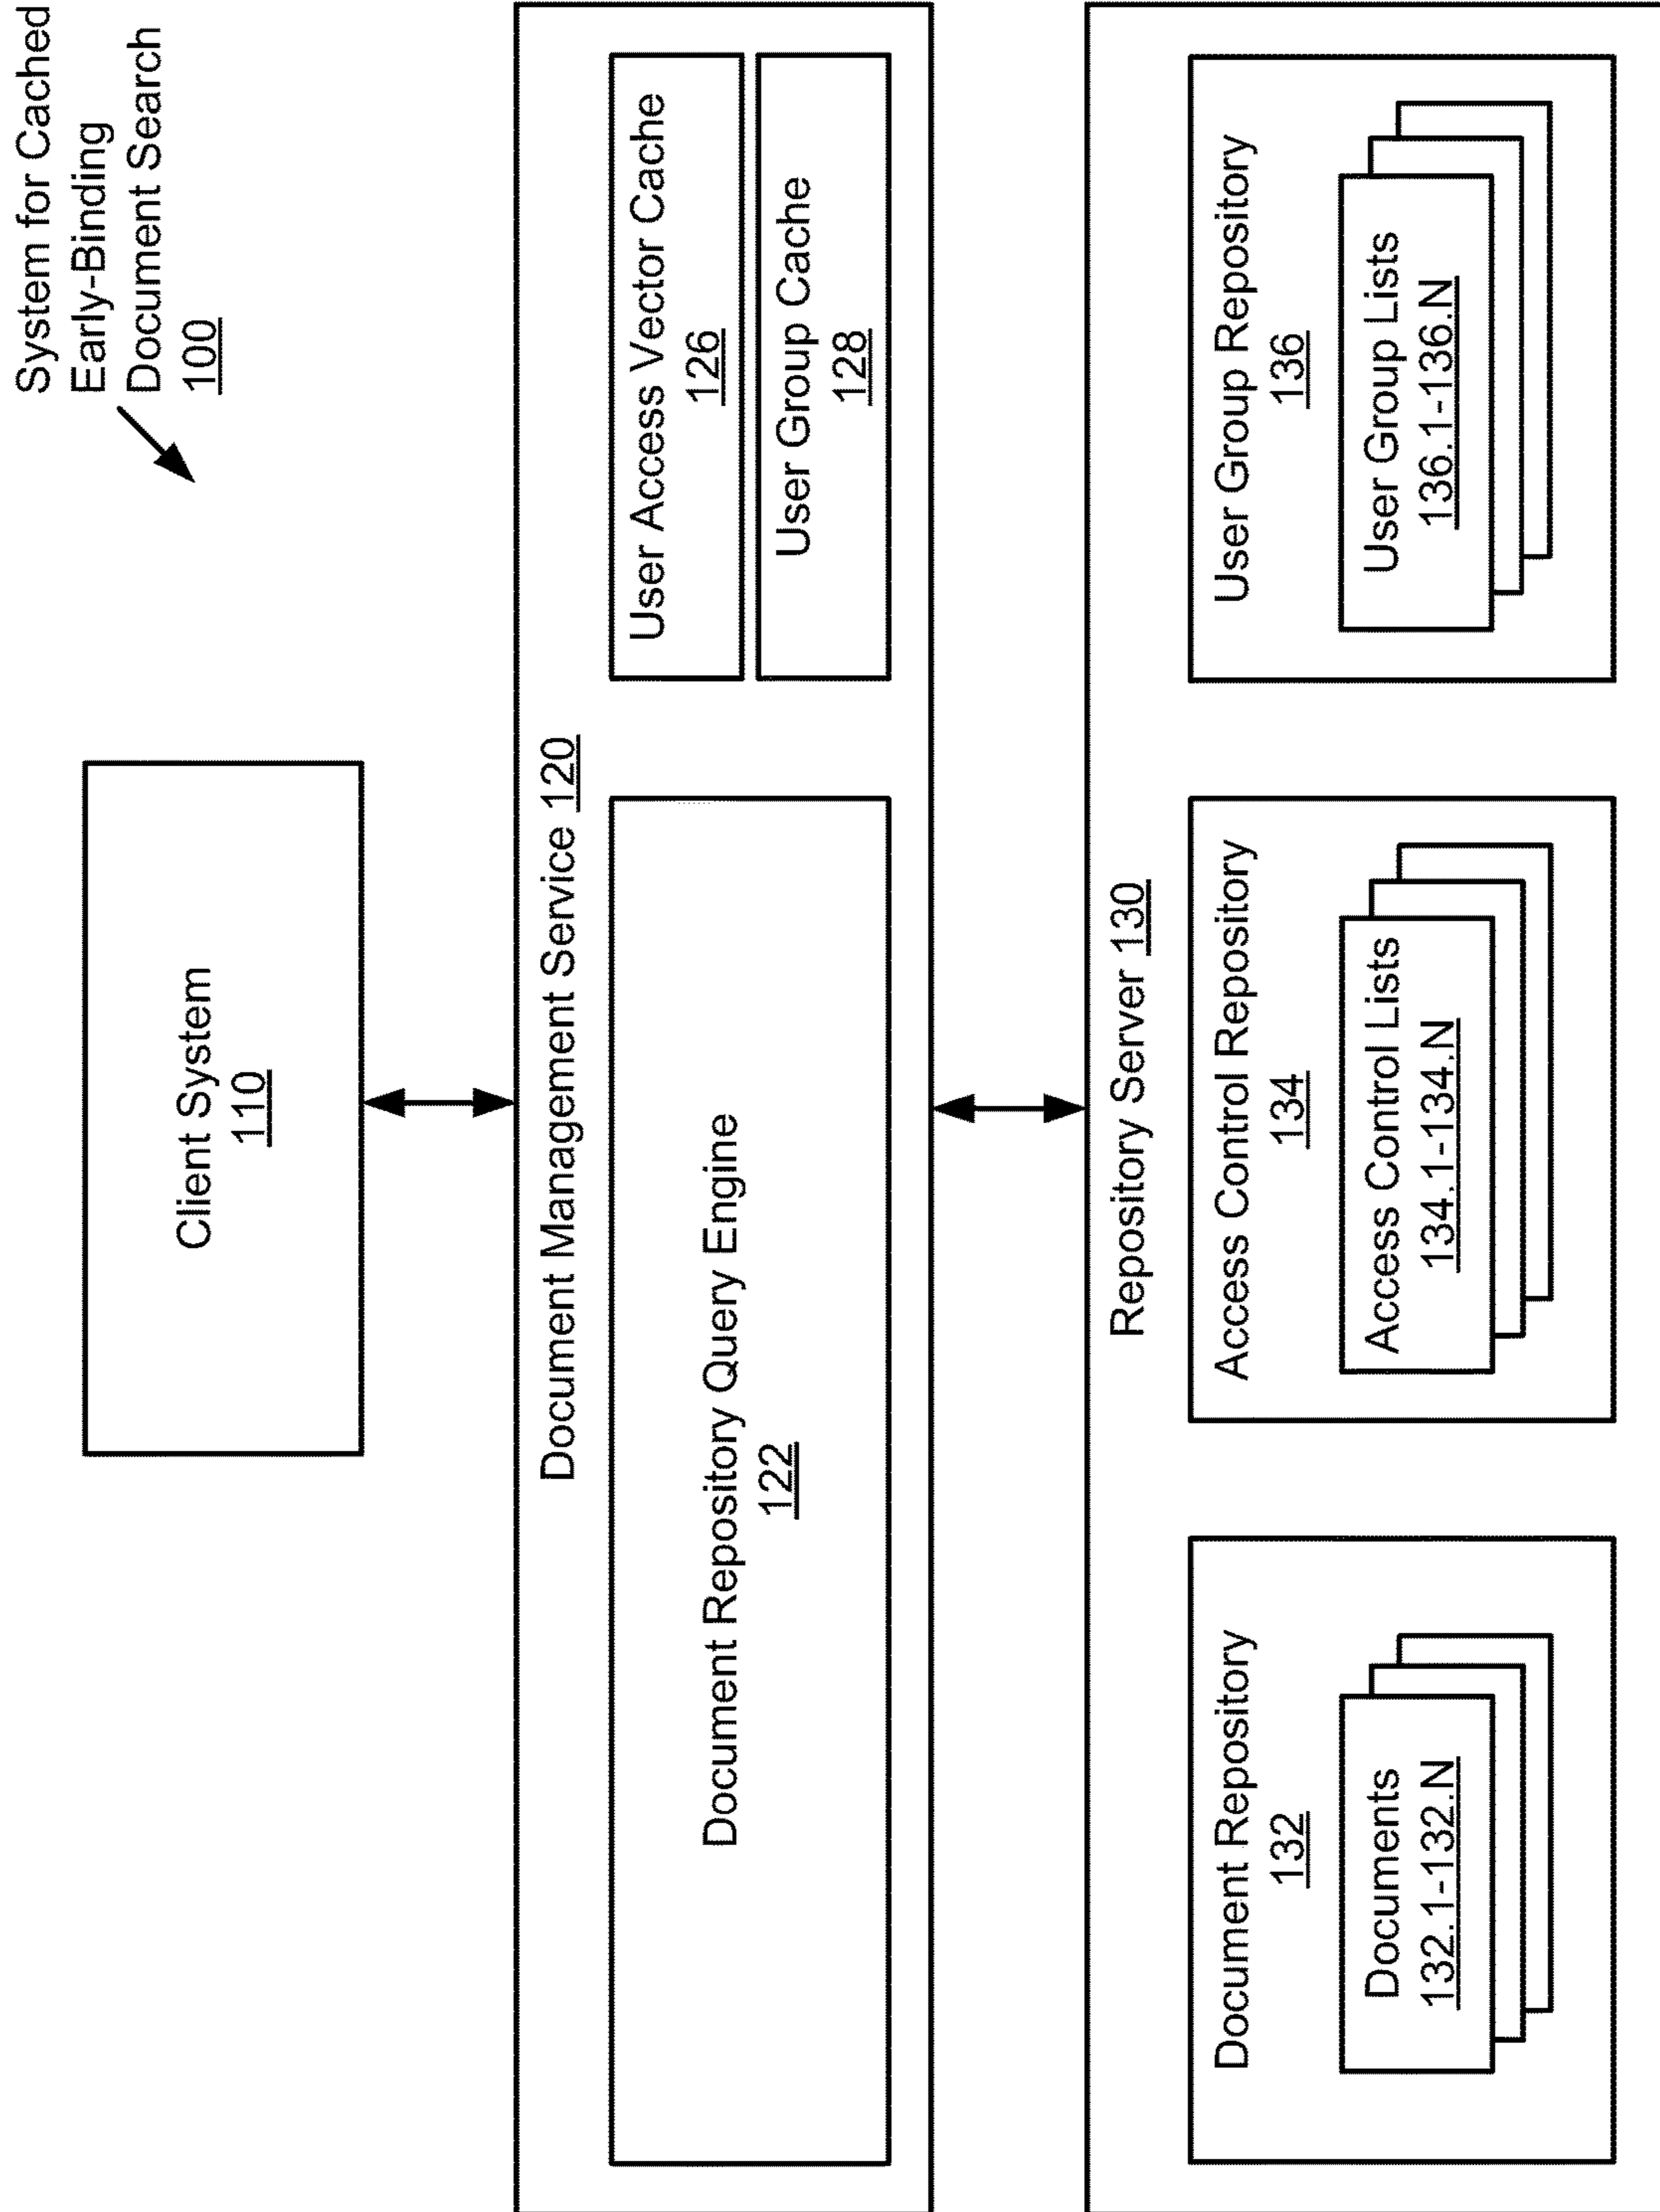 System for Cached
Early-Binding
Document Search
100
Client System
110
Document Management Service 120
Document Repository Query Engine
122
User Access Vector Cache
126
User Group Cache
128
Repository Server 130
Document Repository
132
Documents
132.1-132.N
Access Control Repository
134
Access Control Lists
134.1-134.N
User Group Repository
136
User Group Lists
136.1-136.N